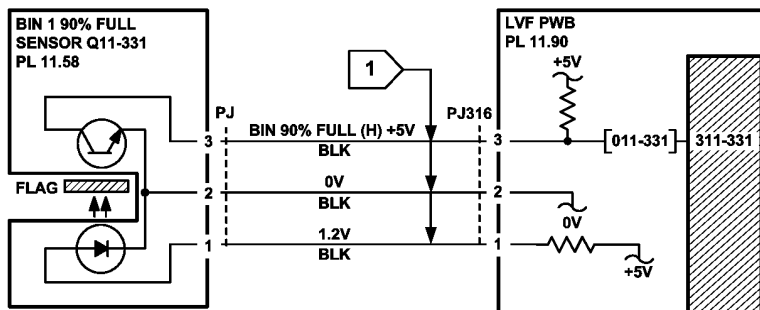 BIN 1 90% FULL
SENSOR Q11-331
PL 11.58
FLAG
PJ
3
2
1
1
BIN 90% FULL (H) +5V
BLK
0V
BLK
1.2V
BLK
PJ316
LVF PWB
PL 11.90
+5V
3
[011-331]
311-331
2
0V
1
+5V